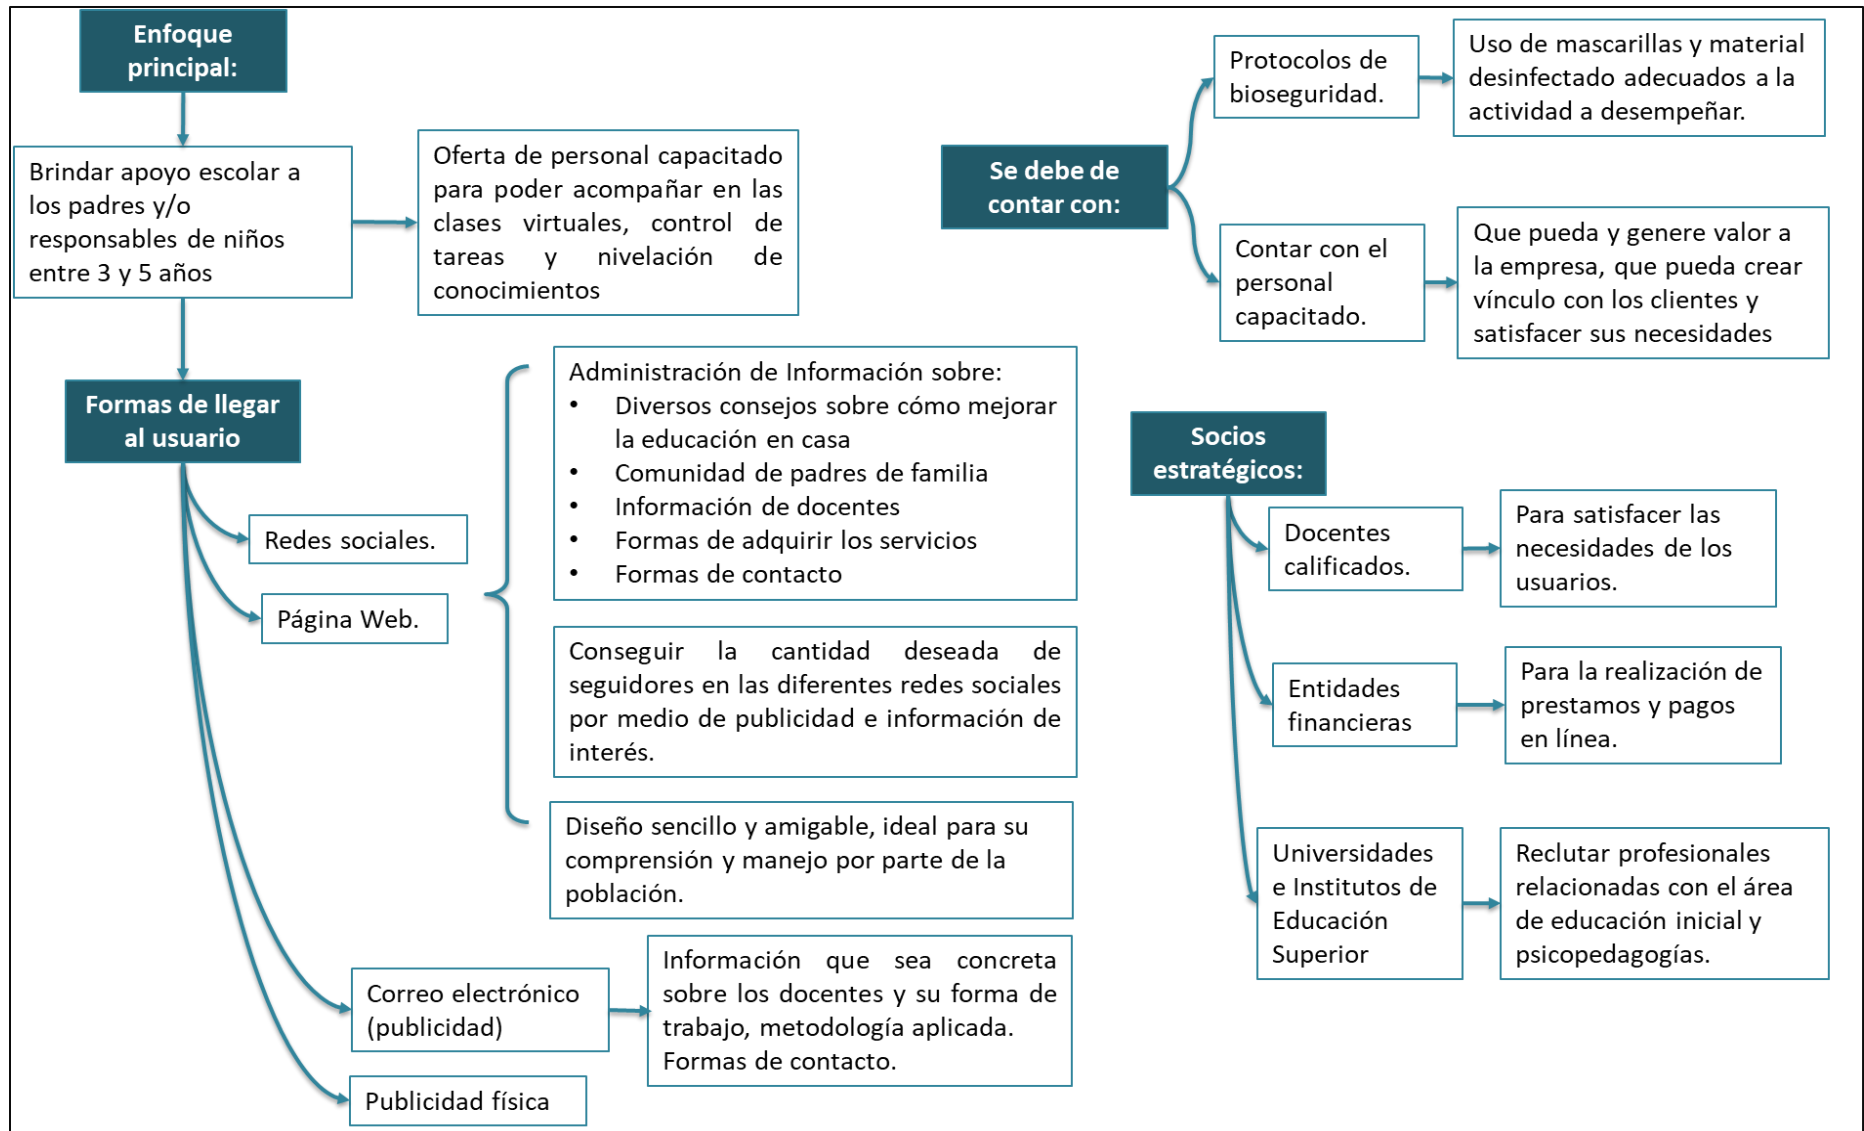 Enfoque
principal:
Brindar apoyo escolar a
los padres y/o
responsables de niños
entre 3 y 5 años
Oferta de personal capacitado
para poder acompañar en las
clases virtuales, control de
tareas y nivelación de
conocimientos
Formas de llegar
al usuario
Redes sociales.
Página Web.
Administración de Información sobre:
• Diversos consejos sobre cómo mejorar
la educación en casa
• Comunidad de padres de familia
• Información de docentes
• Formas de adquirir los servicios
• Formas de contacto
Conseguir la cantidad deseada de
seguidores en las diferentes redes sociales
por medio de publicidad e información de
interés.
Diseño sencillo y amigable, ideal para su
comprensión y manejo por parte de la
población.
Correo electrónico
(publicidad)
Información que sea concreta
sobre los docentes y su forma de
trabajo, metodología aplicada.
Formas de contacto.
Publicidad física
Se debe de
contar con:
Protocolos de
bioseguridad.
Uso de mascarillas y material
desinfectado adecuados a la
actividad a desempeñar.
Contar con el
personal
capacitado.
Que pueda y genere valor a
la empresa, que pueda crear
vínculo con los clientes y
satisfacer sus necesidades
Socios
estratégicos:
Docentes
calificados.
Para satisfacer las
necesidades de los
usuarios.
Entidades
financieras
Para la realización de
prestamos y pagos
en línea.
Universidades
e Institutos de
Educación
Superior
Reclutar profesionales
relacionadas con el área
de educación inicial y
psicopedagogías.